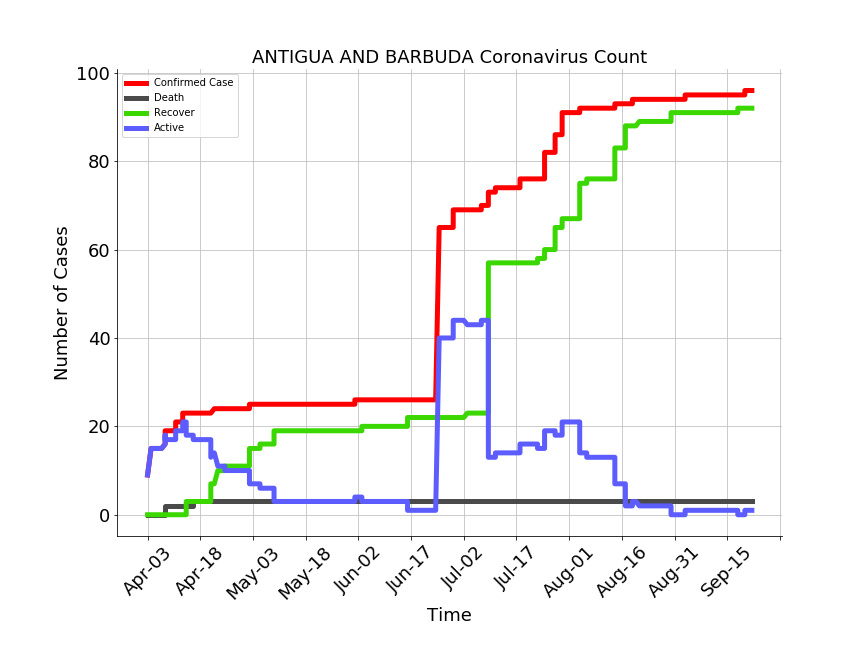 ANTIGUA AND BARBUDA Coronavirus Count
Confirmed Case
Death
Recover
Active
Number of Cases
100
80
60
40
20
0
Apr-03
Apr-18
May-03
May-18
Jun-02
Jun-17
Jul-02
Jul-17
Aug-01
Aug-16
Aug-31
Sep-15
Time